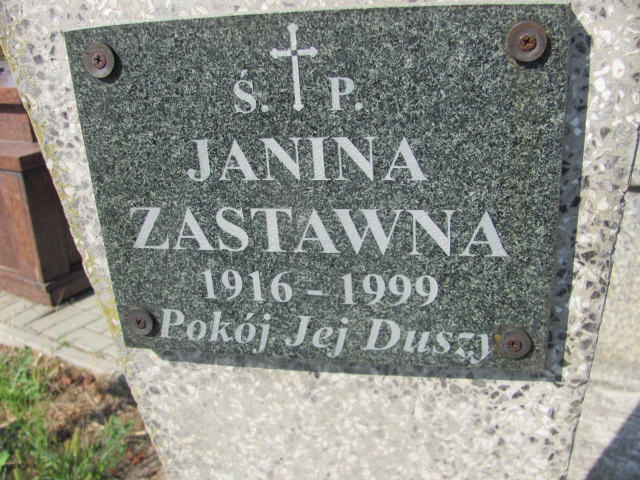 Ś. P.
JANINA
ZASTAWNA
1916 - 1999
Pokój Jej Duszy